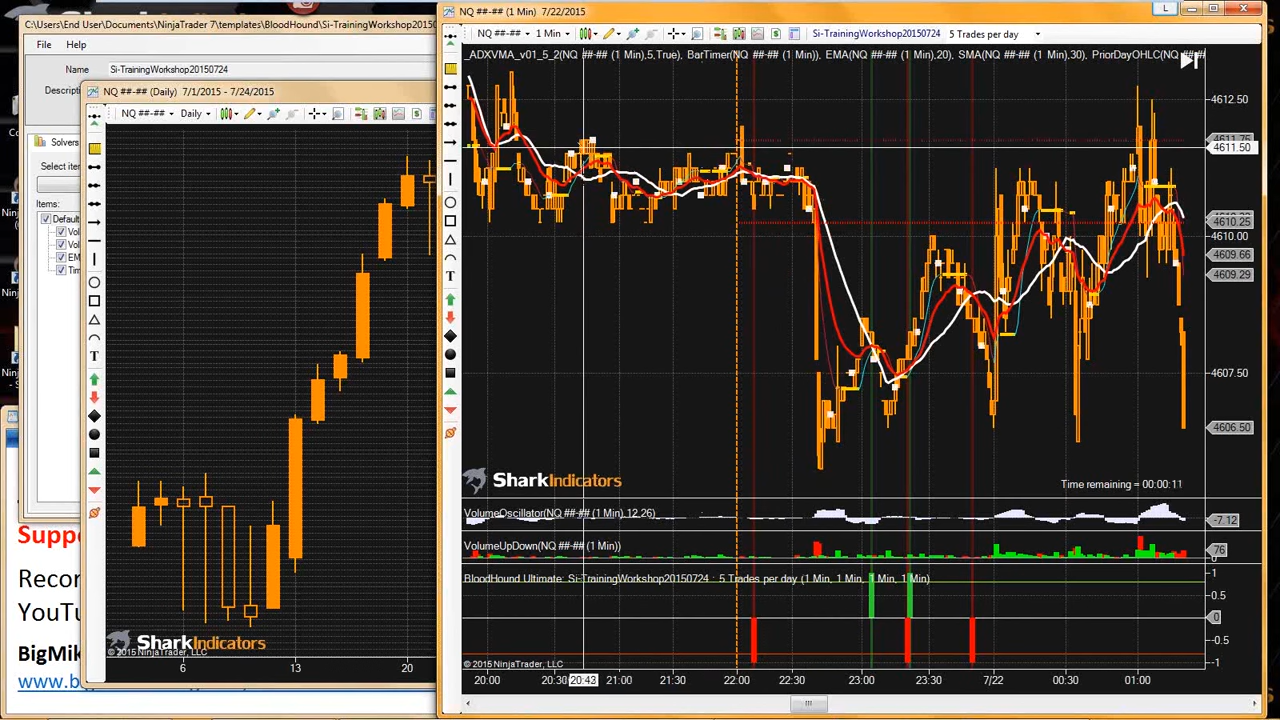 C:\Users\End User\Documents\NinjaTrader 7\templates\BloodHound\Si-TrainingWorkshop20150724
File Help
Name Si-TrainingWorkshop20150724
Solvers
Items:
Default
NQ ##-## (Daily) 7/1/2015 - 7/24/2015
NQ ##-## Daily
T
SharkIndicators
© 2015 NinjaTrader, LLC
6 13 20
Recor
YouTu
BigMik
NQ ##-## (1 Min) 7/22/2015
L
NQ ##-## 1 Min Si-TrainingWorkshop20150724 5 Trades per day
_ADXVMA_v01_5_2(NQ ##-## (1 Min),5,True), BarTimer(NQ ##-## (1 Min)), EMA(NQ ##-## (1 Min),20), SMA(NQ ##-## (1 Min),30), PriorDayOHLC(NQ
T
4612.50
4611.75
4611.50
4610.25
4610.00
4609.66
4609.29
4607.50
4606.50
SharkIndicators
Time remaining = 00:00:11
VolumeOscillator(NQ ##-## (1 Min),12,26)
-7.12
VolumeUpDown(NQ ##-## (1 Min))
76
0
BloodHound Ultimate: Si-TrainingWorkshop20150724 : 5 Trades per day (1 Min, 1 Min, 1 Min, 1 Min)
1
0.5
0
-0.5
-1
© 2015 NinjaTrader, LLC
20:00 20:30 20:43 21:00 21:30 22:00 22:30 23:00 23:30 7/22 00:30 01:00